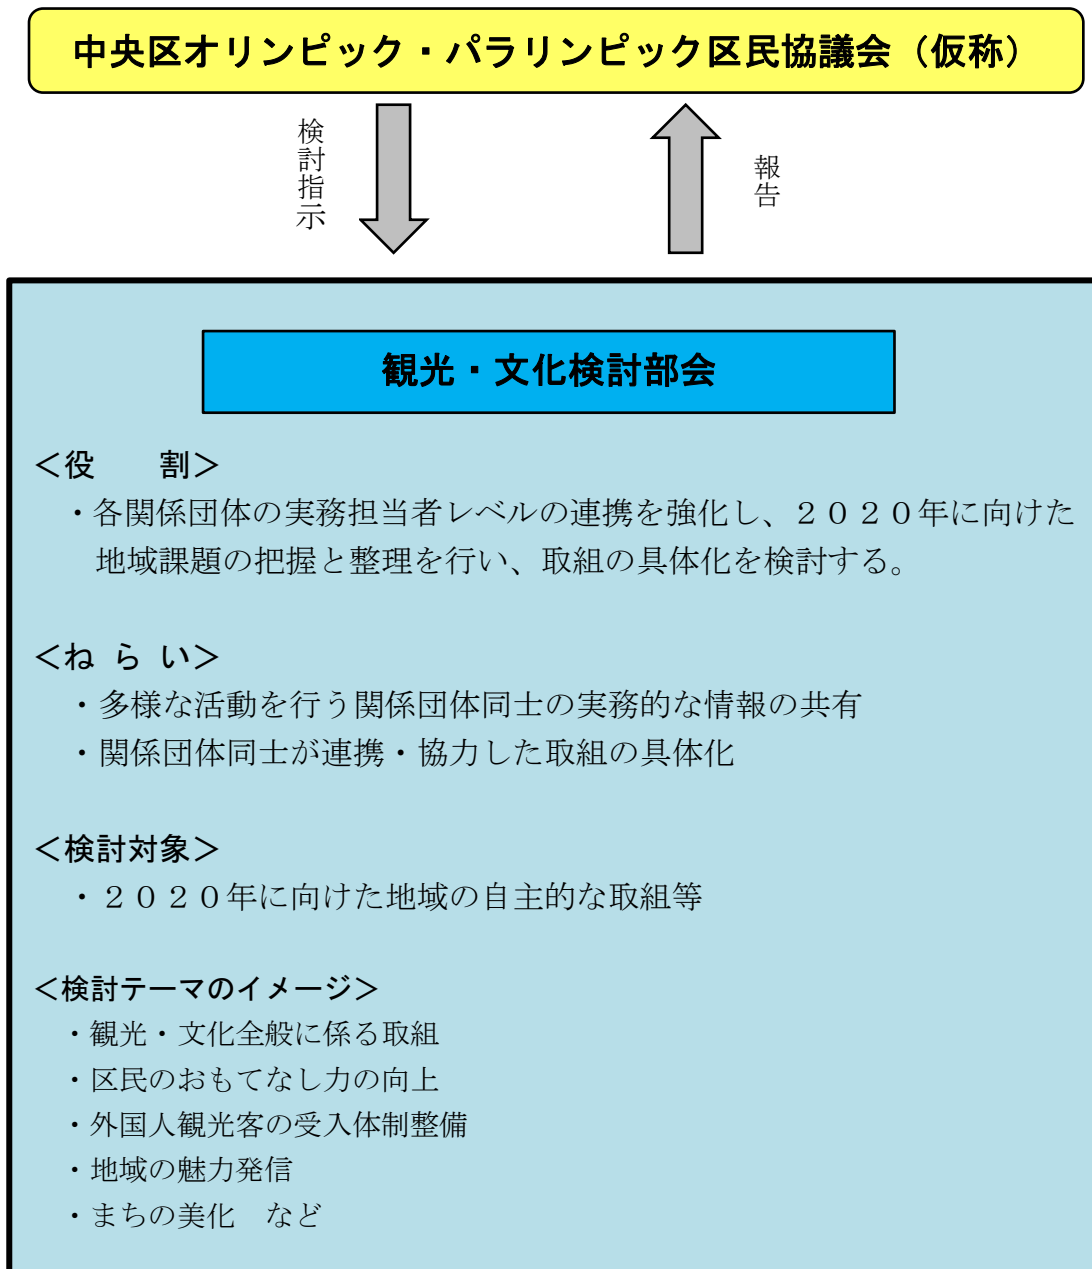 中央区オリンピック・パラリンピック区民協議会（仮称）
検討指示
報告
観光・文化検討部会
＜役　　割＞
・各関係団体の実務担当者レベルの連携を強化し、２０２０年に向けた
地域課題の把握と整理を行い、取組の具体化を検討する。
＜ね ら い＞
・多様な活動を行う関係団体同士の実務的な情報の共有
・関係団体同士が連携・協力した取組の具体化
＜検討対象＞
・２０２０年に向けた地域の自主的な取組等
＜検討テーマのイメージ＞
・観光・文化全般に係る取組
・区民のおもてなし力の向上
・外国人観光客の受入体制整備
・地域の魅力発信
・まちの美化　など